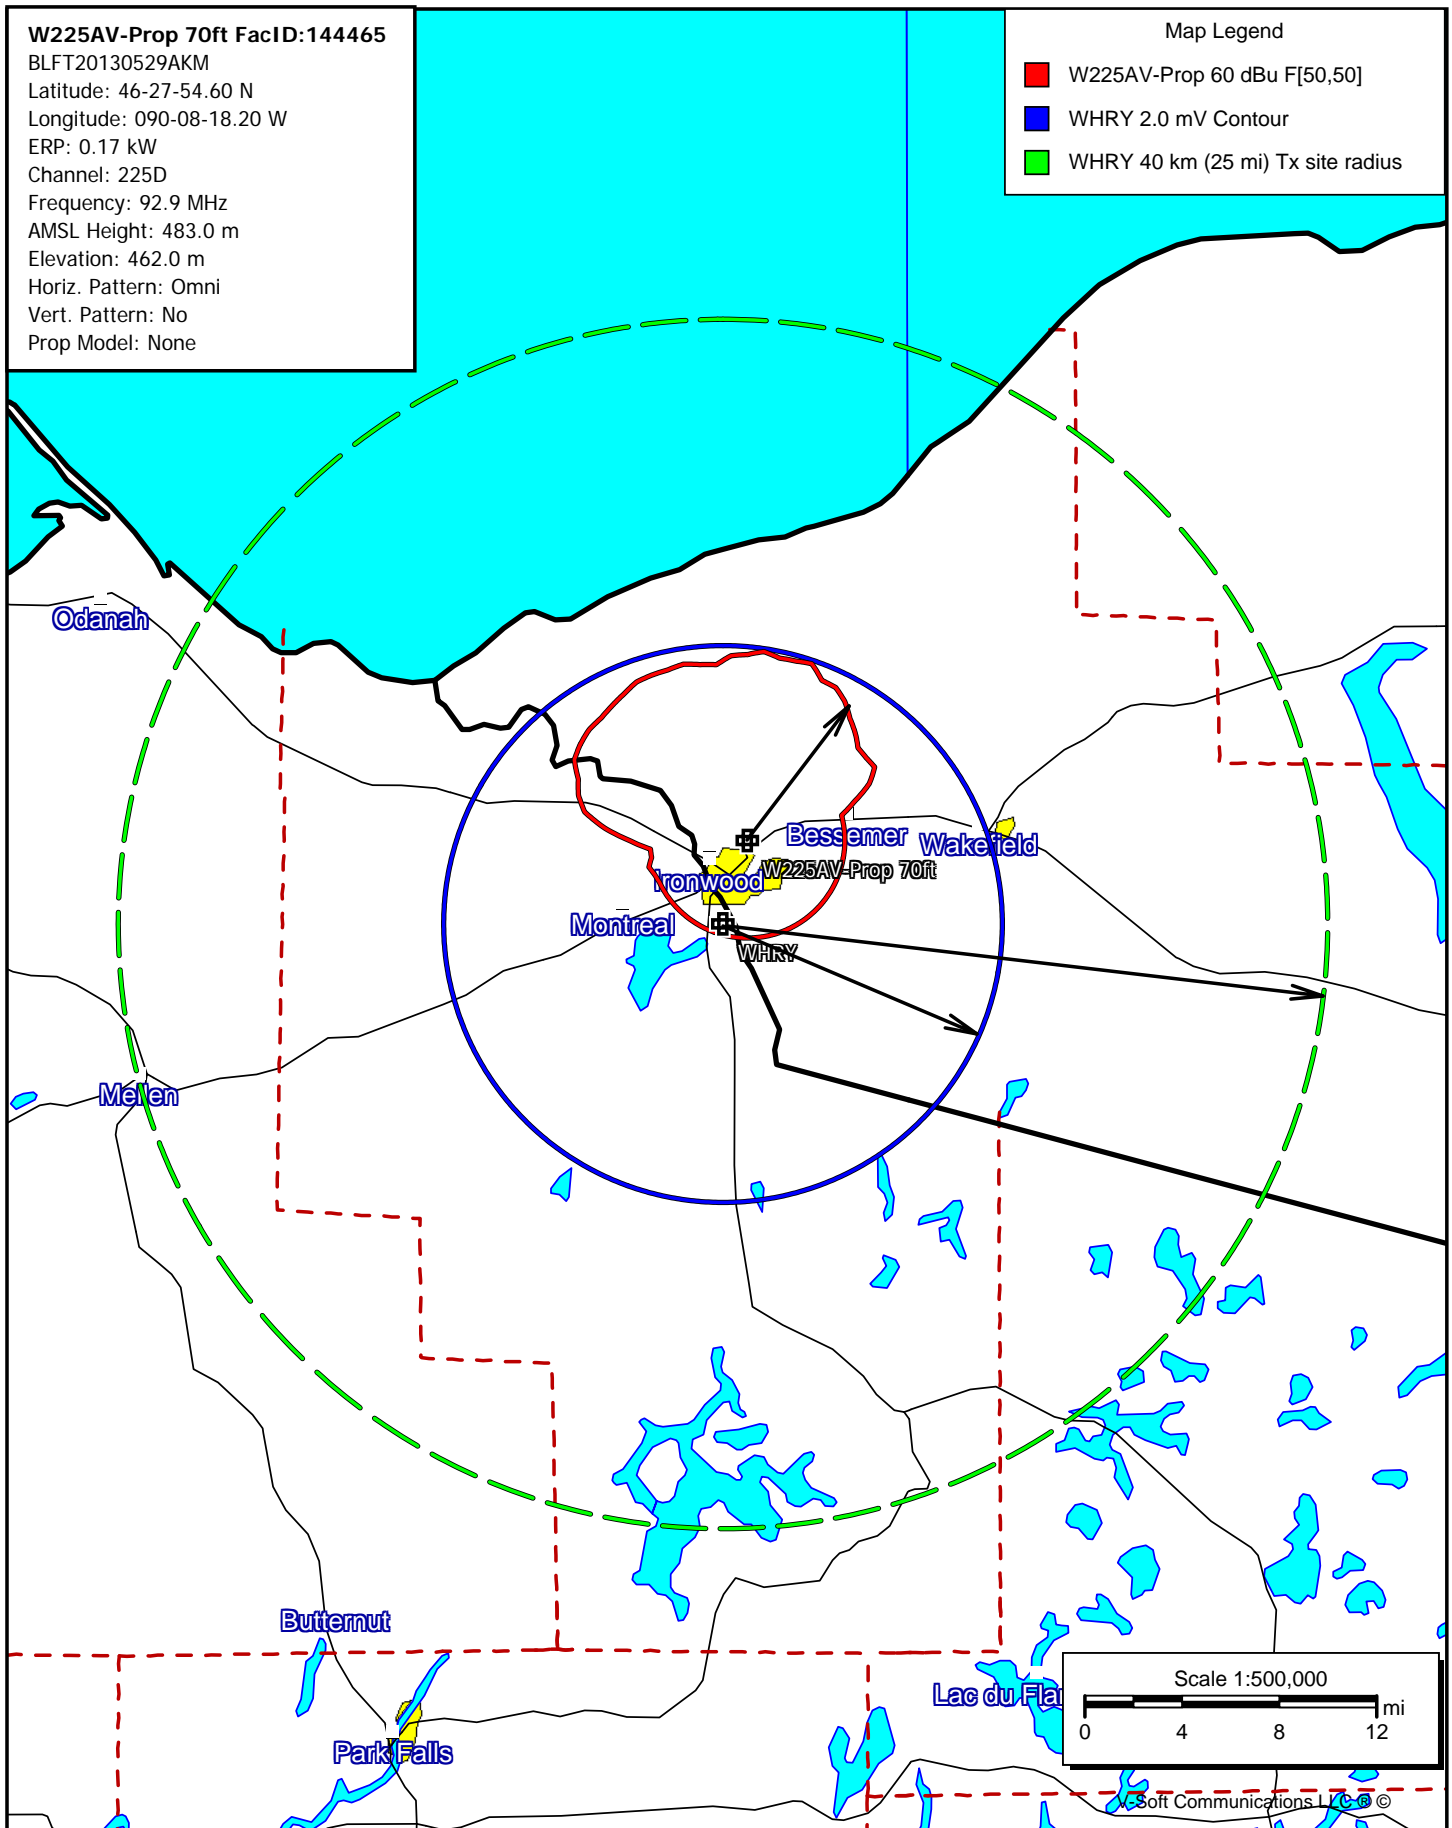 W225AV-Prop 70ft FacID:144465
BLFT20130529AKM
Latitude: 46-27-54.60 N
Longitude: 090-08-18.20 W
ERP: 0.17 kW
Channel: 225D
Frequency: 92.9 MHz
AMSL Height: 483.0 m
Elevation: 462.0 m
Horiz. Pattern: Omni
Vert. Pattern: No
Prop Model: None
Map Legend
W225AV-Prop 60 dBu F[50,50]
WHRY 2.0 mV Contour
WHRY 40 km (25 mi) Tx site radius
Odanah
Bessemer
Wakefield
W225AV-Prop 70ft
Ironwood
Montreal
WHRY
Mellen
Butternut
Lac du Fla
Park Falls
Scale 1:500,000
mi
0 4 8 12
V-Soft Communications LLC ® ©